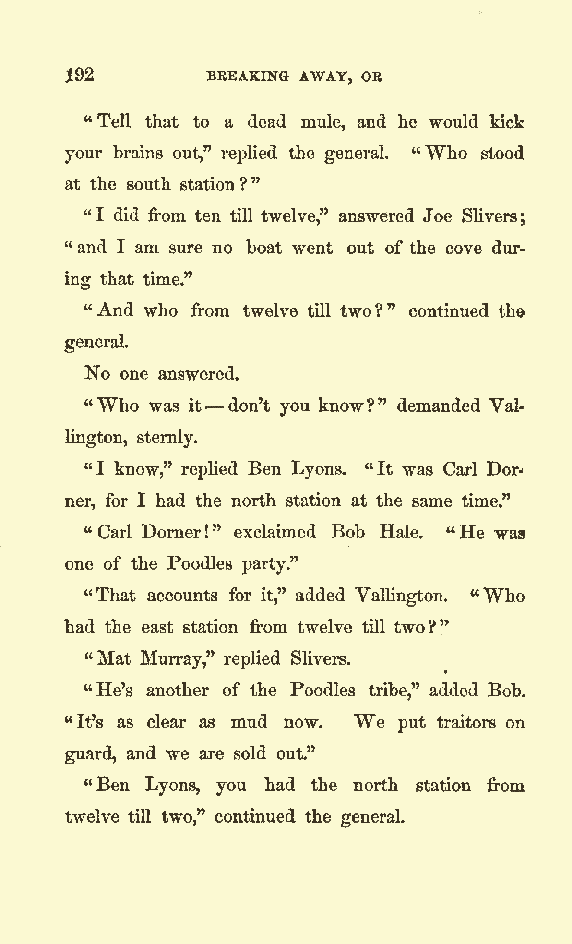 192 BREAKING AWAY, OR
"Tell that to a dead mule, and he would kick
your brains out," replied the general. "Who stood
at the south station?"
"I did from ten till twelve," answered Joe Slivers;
"and I am sure no boat went out of the cove dur-
ing that time."
"And who from twelve till two?" continued the
general.
No one answered.
"Who was it—don't you know?" demanded Val-
lington, sternly.
"I know," replied Ben Lyons. "It was Carl Dor-
ner, for I had the north station at the same time."
"Carl Dorner!" exclaimed Bob Hale. "He was
one of the Poodles party."
"That accounts for it," added Vallington. "Who
had the east station from twelve till two?"
"Mat Murray," replied Slivers.
"He's another of the Poodles tribe," added Bob.
"It's as clear as mud now. We put traitors on
guard, and we are sold out."
"Ben Lyons, you had the north station from
twelve till two," continued the general.